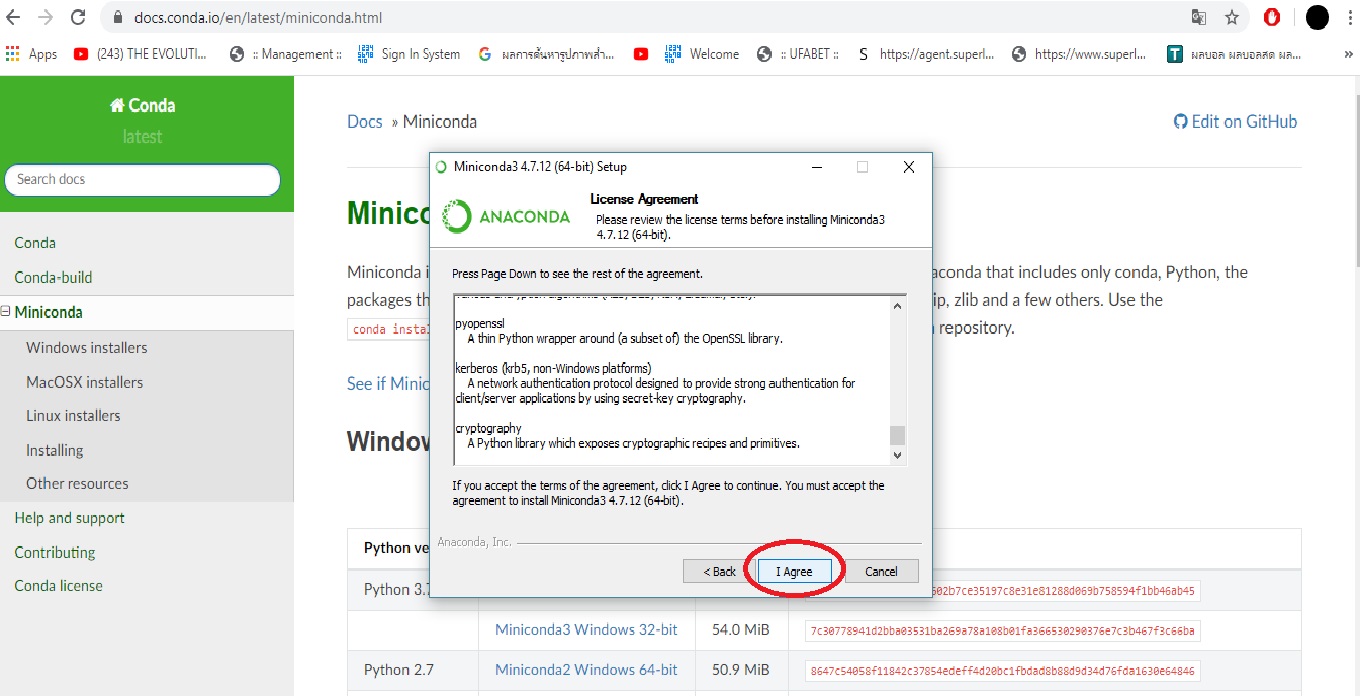 docs.conda.io/en/latest/miniconda.html
Apps
(243) THE EVOLUTI...
:: Management ::
Sign In System
ผลการค้นหารูปภาพสำ...
Welcome
:: UFABET ::
https://agent.superl...
https://www.superl...
ผลบอล ผลบอลสด ผล...
Conda
latest
Search docs
Conda
Conda-build
Miniconda
Windows installers
MacOSX installers
Linux installers
Installing
Other resources
Help and support
Contributing
Conda license
Docs » Miniconda
Edit on GitHub
Minico
Miniconda i
aconda that includes only conda, Python, the
packages th
ip, zlib and a few others. Use the
conda insta
repository.
See if Minic
Window
Python ve
Python 3.7
602b7ce35197c8e31e81288d069b758594f1bb46ab45
Miniconda3 Windows 32-bit 54.0 MiB 7c30778941d2bba03531ba269a78a108b01fa366530290376e7c3b467f3c66ba
Python 2.7 Miniconda2 Windows 64-bit 50.9 MiB 8647c54058f11842c37854edeff4d20bc1fbdad8b88d9d34d76fda1630e64846
Miniconda3 4.7.12 (64-bit) Setup
ANACONDA
License Agreement
Please review the license terms before installing Miniconda3
4.7.12 (64-bit).
Press Page Down to see the rest of the agreement.
pyopenssl
A thin Python wrapper around (a subset of) the OpenSSL library.
kerberos (krb5, non-Windows platforms)
A network authentication protocol designed to provide strong authentication for
client/server applications by using secret-key cryptography.
cryptography
A Python library which exposes cryptographic recipes and primitives.
If you accept the terms of the agreement, click I Agree to continue. You must accept the
agreement to install Miniconda3 4.7.12 (64-bit).
Anaconda, Inc.
< Back
I Agree
Cancel